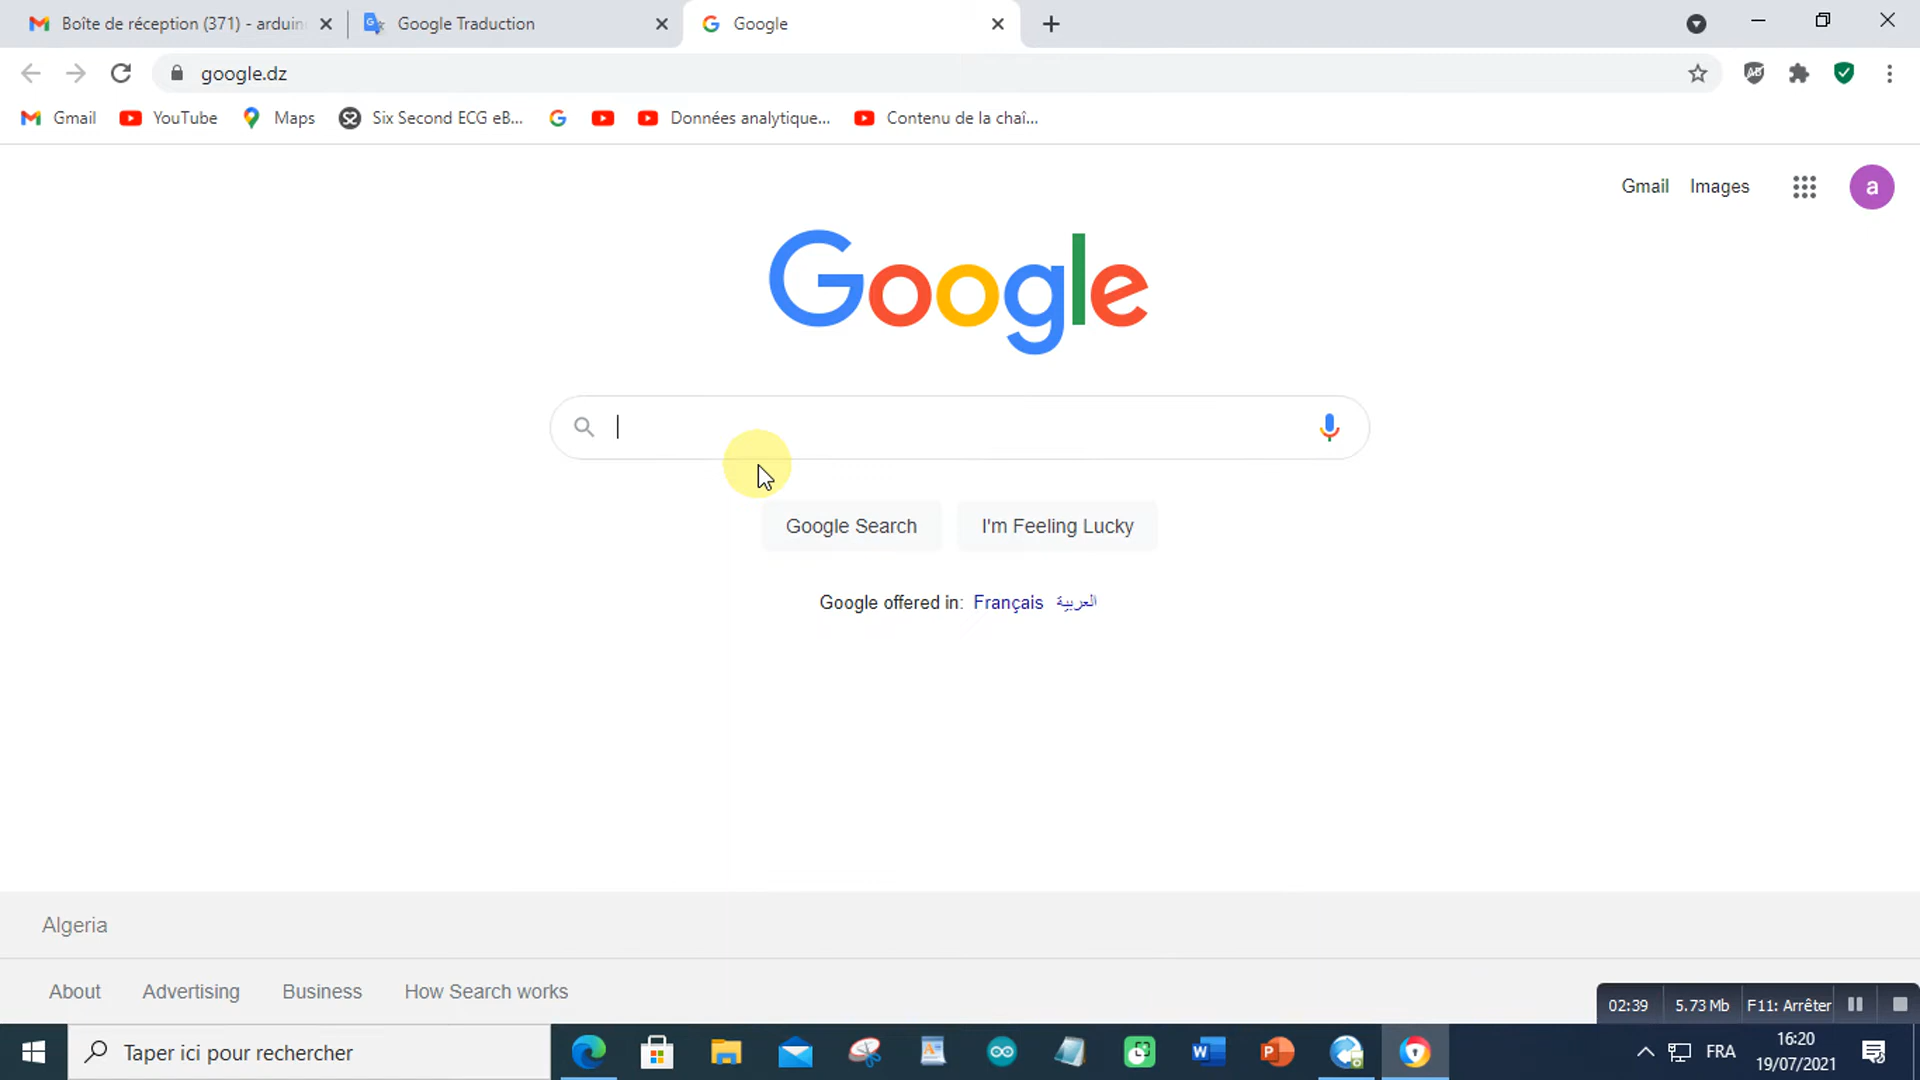 Boîte de réception (371) - arduin
Google Traduction
Google
google.dz
Gmail
YouTube
Maps
Six Second ECG eB...
Données analytique...
Contenu de la chaî...
Gmail
Images
a
Google
Google Search
I'm Feeling Lucky
Google offered in: Français العربية
Algeria
About
Advertising
Business
How Search works
02:39
5.73 Mb
F11: Arrêter
Taper ici pour rechercher
FRA
16:20
19/07/2021